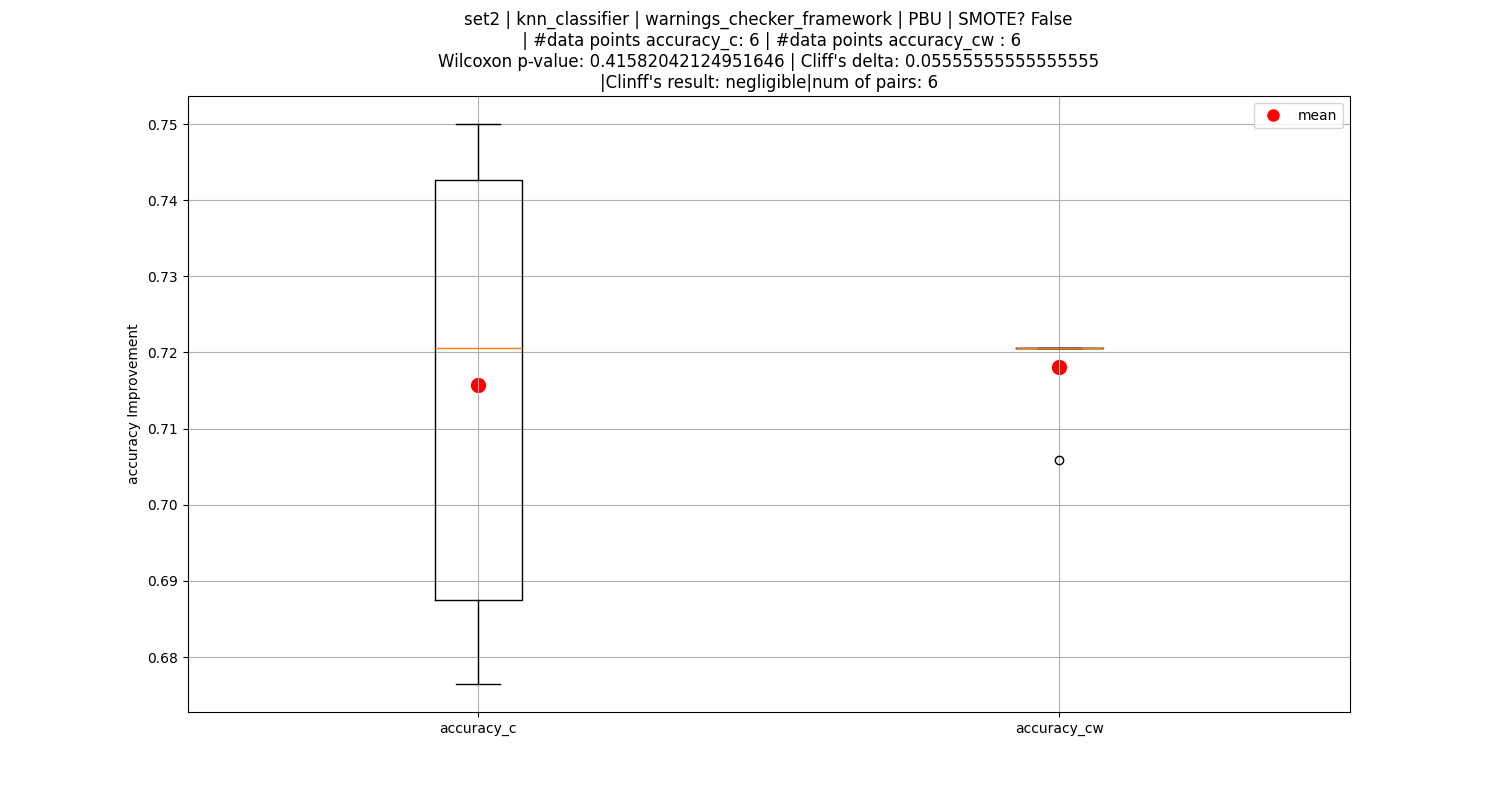 set2 | knn_classifier | warnings_checker_framework | PBU | SMOTE? False
| #data points accuracy_c: 6 | #data points accuracy_cw : 6
Wilcoxon p-value: 0.41582042124951646 | Cliff's delta: 0.05555555555555555
|Clinff's result: negligible|num of pairs: 6
mean
0.75
0.74
0.73
0.72
0.71
0.70
0.69
0.68
accuracy Improvement
accuracy_c
accuracy_cw